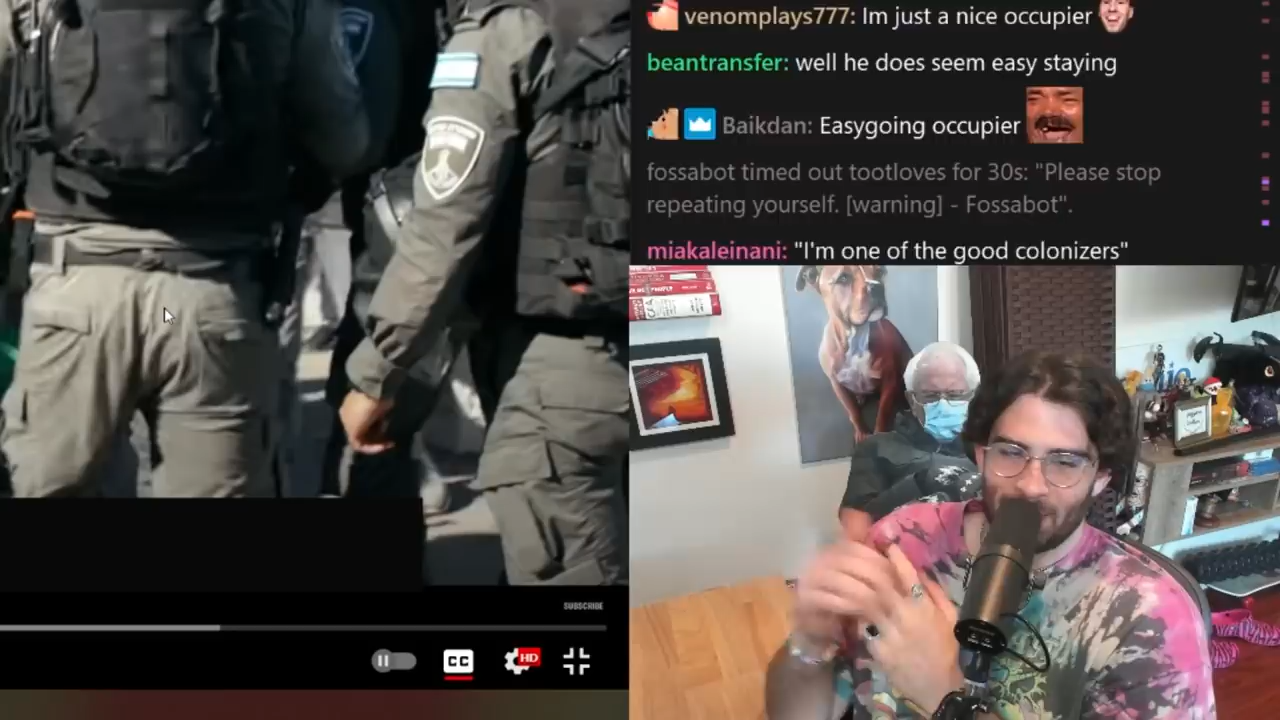 venomplays777: Im just a nice occupier
beantransfer: well he does seem easy staying
Baikdan: Easygoing occupier
fossabot timed out tootloves for 30s: "Please stop
repeating yourself. [warning] - Fossabot".
miakaleinani: "I'm one of the good colonizers"
SUBSCRIBE
CC
HD